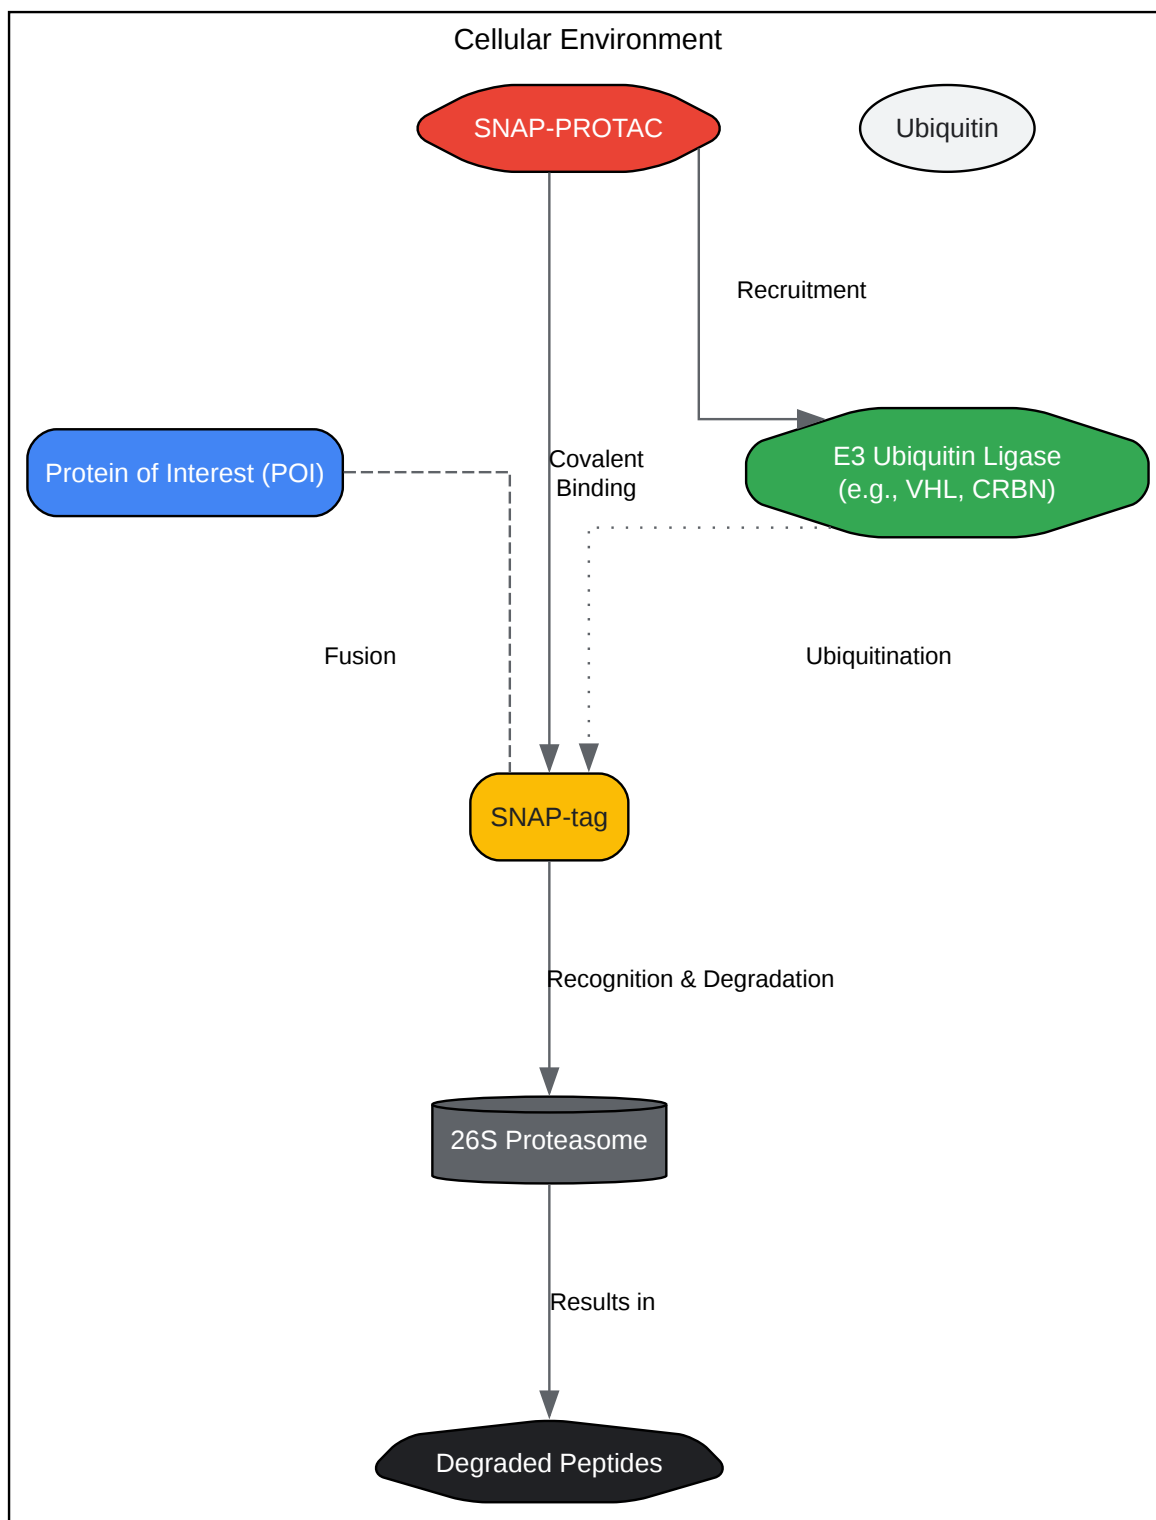 Cellular Environment
SNAP-PROTAC
Ubiquitin
Recruitment
Protein of Interest (POI)
Covalent
Binding
E3 Ubiquitin Ligase
(e.g., VHL, CRBN)
Fusion
Ubiquitination
SNAP-tag
Recognition & Degradation
26S Proteasome
Results in
Degraded Peptides